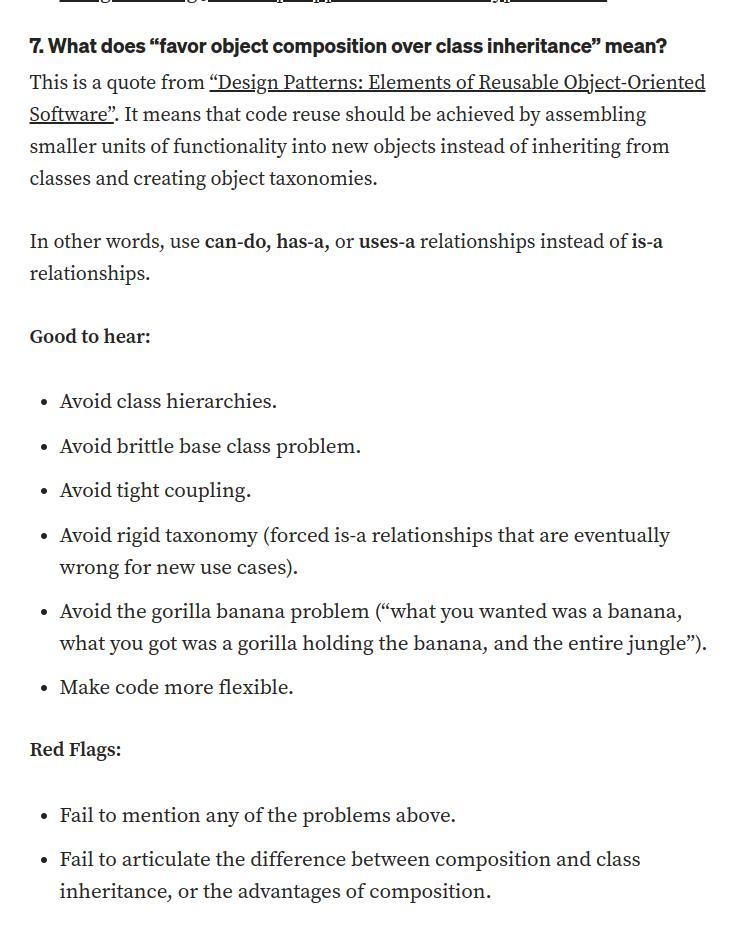 7. What does “favor object composition over class inheritance” mean?
This is a quote from “Design Patterns: Elements of Reusable Object-Oriented
Software”. It means that code reuse should be achieved by assembling
smaller units of functionality into new objects instead of inheriting from
classes and creating object taxonomies.
In other words, use can-do, has-a, or uses-a relationships instead of is-a
relationships.
Good to hear:
• Avoid class hierarchies.
• Avoid brittle base class problem.
• Avoid tight coupling.
• Avoid rigid taxonomy (forced is-a relationships that are eventually
wrong for new use cases).
• Avoid the gorilla banana problem (“what you wanted was a banana,
what you got was a gorilla holding the banana, and the entire jungle”).
• Make code more flexible.
Red Flags:
• Fail to mention any of the problems above.
• Fail to articulate the difference between composition and class
inheritance, or the advantages of composition.